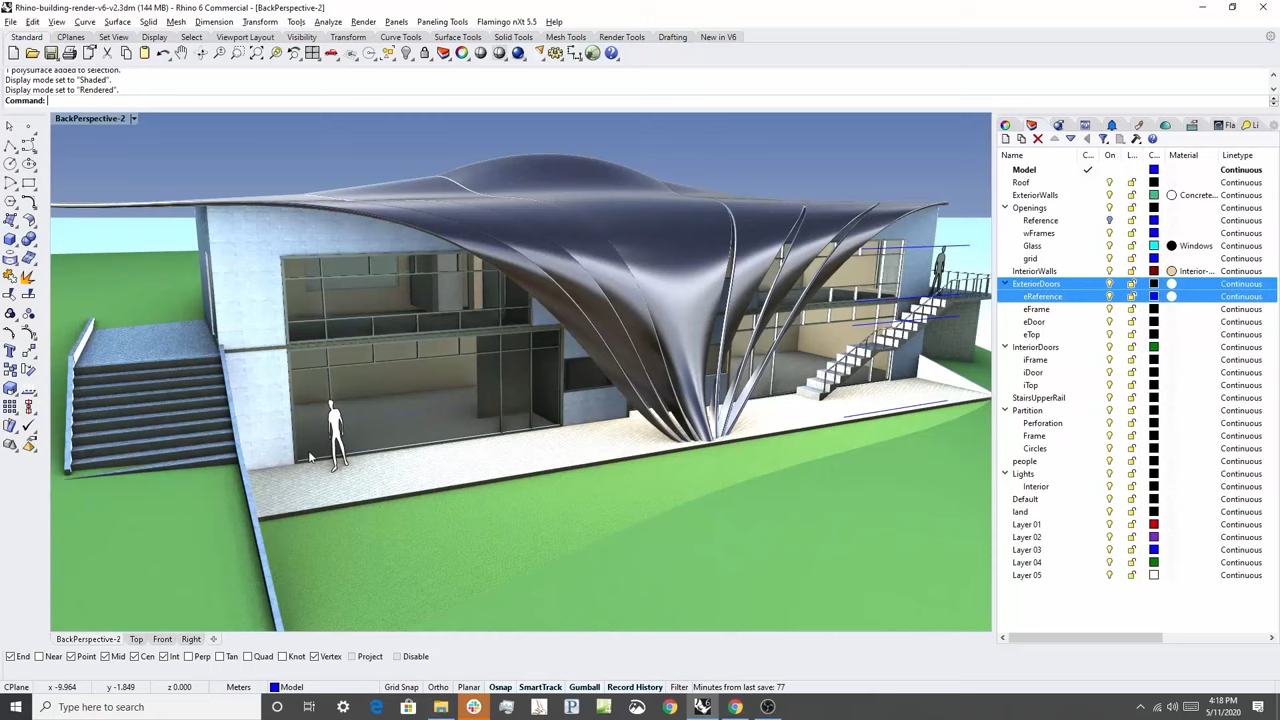 Rhino-building-render-v6-v2.3dm (144 MB) - Rhino 6 Commercial - [BackPerspective-2]
File Edit View Curve Surface Solid Mesh Dimension Transform Tools Analyze Render Panels Paneling Tools Flamingo nXt 5.5 Help
Standard CPlanes Set View Display Select Viewport Layout Visibility Transform Curve Tools Surface Tools Solid Tools Mesh Tools Render Tools Drafting New in V6
1 polysurface added to selection.
Display mode set to "Shaded".
Display mode set to "Rendered".
Command:
BackPerspective-2
Fla Li
Name C... On L... C... Material Linetype
Model Continuous
Roof Continuous
ExteriorWalls Concrete... Continuous
Openings Continuous
Reference Continuous
wFrames Continuous
Glass Windows Continuous
grid Continuous
InteriorWalls Interior-... Continuous
ExteriorDoors Continuous
eReference Continuous
eFrame Continuous
eDoor Continuous
eTop Continuous
InteriorDoors Continuous
iFrame Continuous
iDoor Continuous
iTop Continuous
StairsUpperRail Continuous
Partition Continuous
Perforation Continuous
Frame Continuous
Circles Continuous
people Continuous
Lights Continuous
Interior Continuous
Default Continuous
land Continuous
Layer 01 Continuous
Layer 02 Continuous
Layer 03 Continuous
Layer 04 Continuous
Layer 05 Continuous
BackPerspective-2 Top Front Right
End Near Point Mid Cen Int Perp Tan Quad Knot Vertex Project Disable
CPlane x -9.964 y -1.849 z 0.000 Meters Model Grid Snap Ortho Planar Osnap SmartTrack Gumball Record History Filter Minutes from last save: 77
Type here to search
4:18 PM
5/11/2020